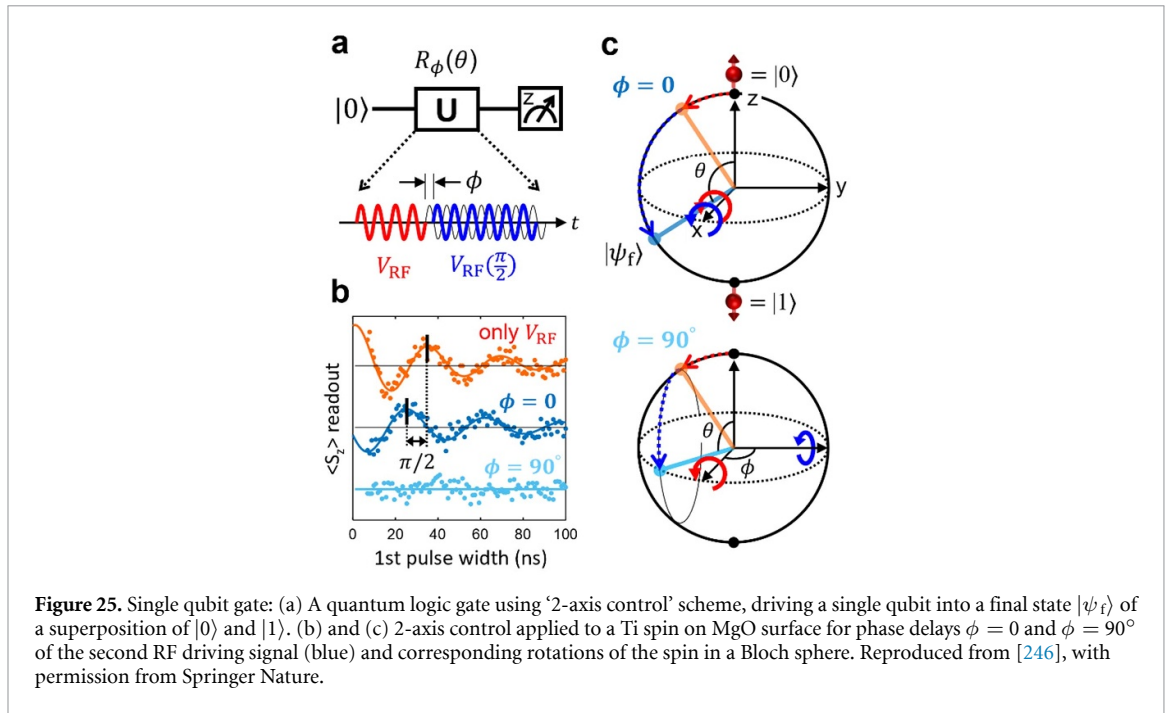 a
R_ϕ(θ)
|0⟩ U Z
ϕ
t
V_RF V_RF(π/2)
b
only V_RF
ϕ = 0
π/2
ϕ = 90°
<S_z> readout
0 20 40 60 80 100
1st pulse width (ns)
c
ϕ = 0
= |0⟩
z
θ
y
x
|ψ_f⟩
= |1⟩
ϕ = 90°
θ
ϕ
Figure 25. Single qubit gate: (a) A quantum logic gate using ‘2-axis control’ scheme, driving a single qubit into a final state |ψ_f⟩ of
a superposition of |0⟩ and |1⟩. (b) and (c) 2-axis control applied to a Ti spin on MgO surface for phase delays ϕ = 0 and ϕ = 90°
of the second RF driving signal (blue) and corresponding rotations of the spin in a Bloch sphere. Reproduced from [246], with
permission from Springer Nature.